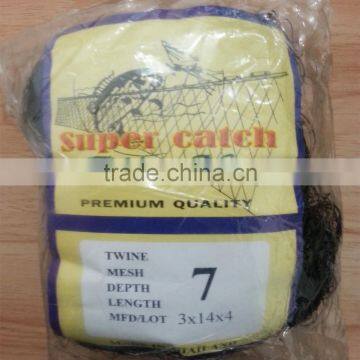 super catch
trade.china.cn
PREMIUM QUALITY
TWINE
MESH
DEPTH
LENGTH
MFD/LOT
7
3x14x4